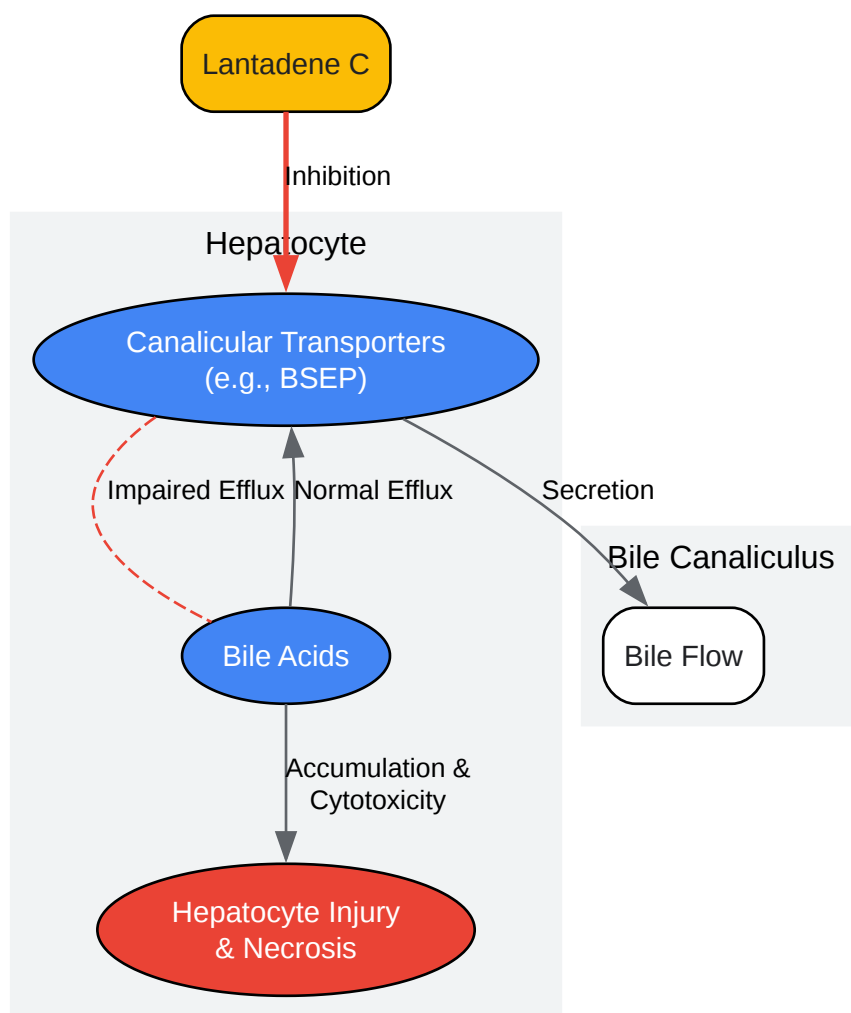 Lantadene C
Inhibition
Hepatocyte
Canalicular Transporters
(e.g., BSEP)
Impaired Efflux
Normal Efflux
Secretion
Bile Canaliculus
Bile Acids
Bile Flow
Accumulation &
Cytotoxicity
Hepatocyte Injury
& Necrosis